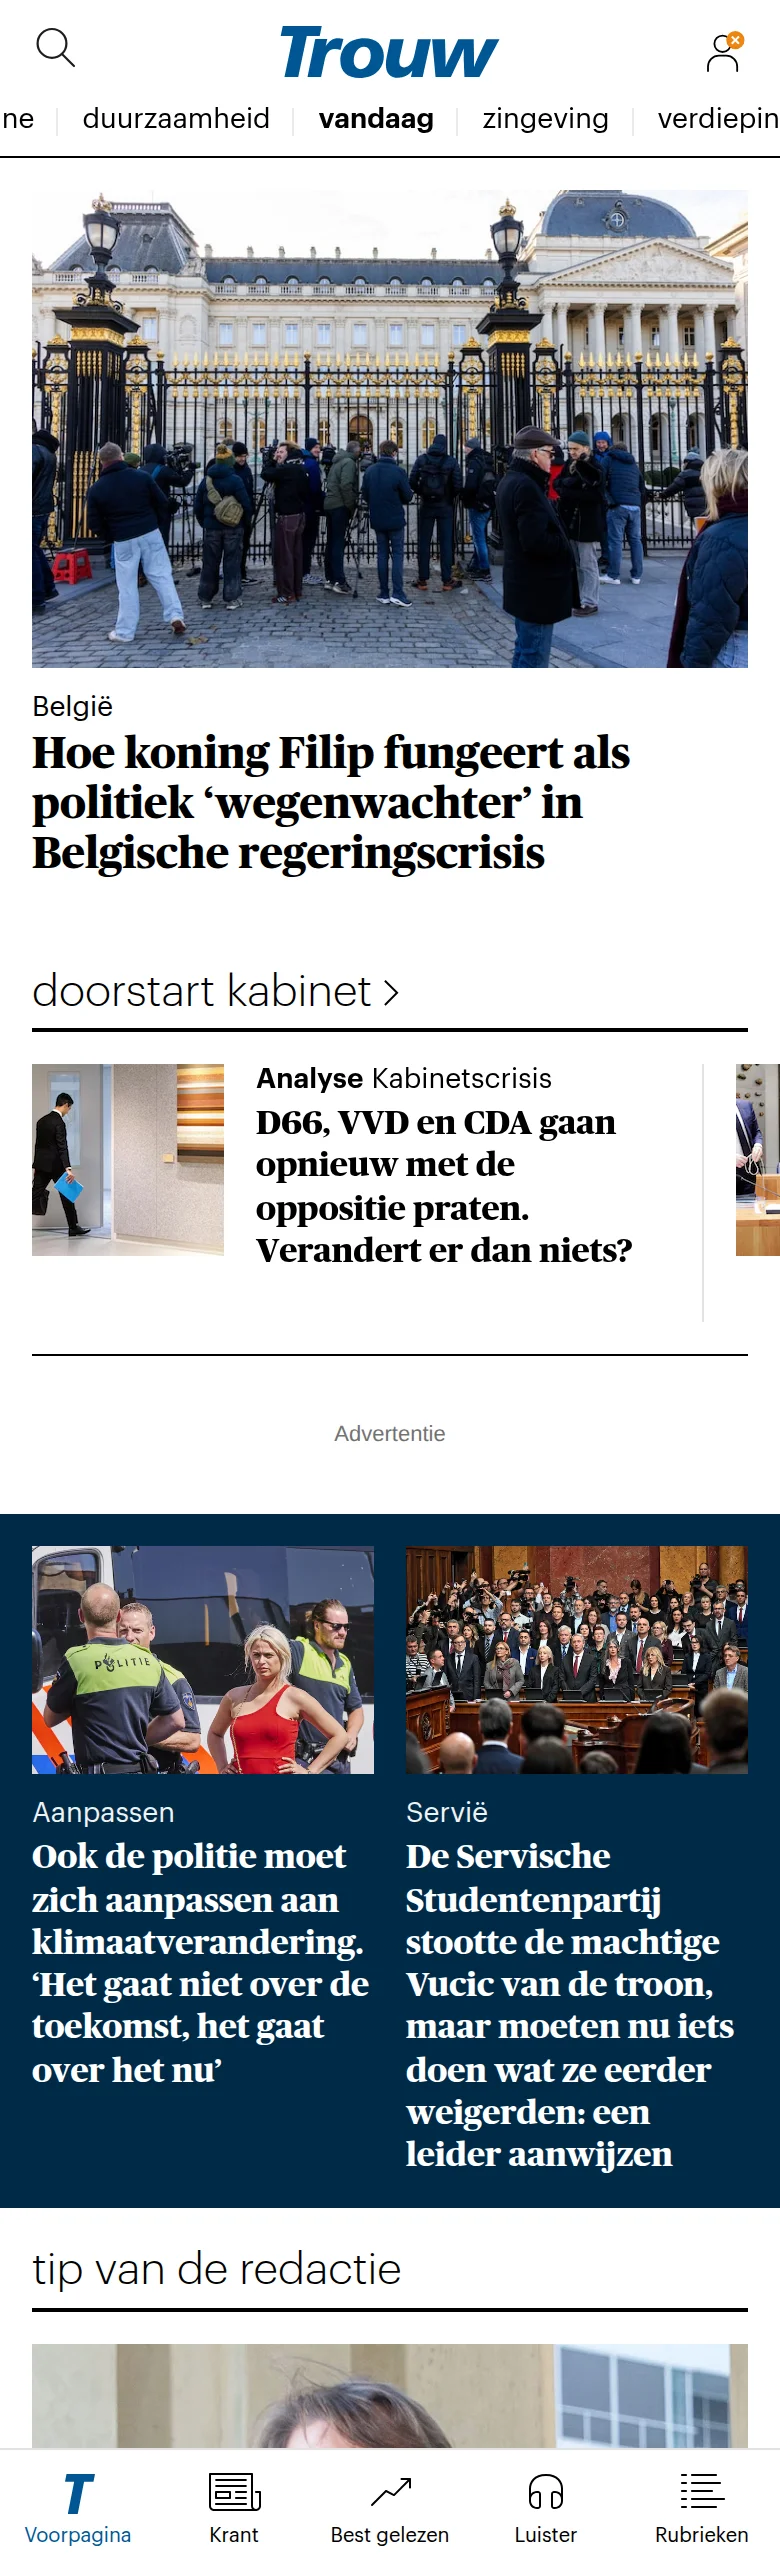 Trouw
ne duurzaamheid vandaag zingeving verdiepin
België
Hoe koning Filip fungeert als
politiek ‘wegenwachter’ in
Belgische regeringscrisis
doorstart kabinet
Analyse Kabinetscrisis
D66, VVD en CDA gaan
opnieuw met de
oppositie praten.
Verandert er dan niets?
Advertentie
POLITIE
Aanpassen
Ook de politie moet
zich aanpassen aan
klimaatverandering.
‘Het gaat niet over de
toekomst, het gaat
over het nu’
Servië
De Servische
Studentenpartij
stootte de machtige
Vucic van de troon,
maar moeten nu iets
doen wat ze eerder
weigerden: een
leider aanwijzen
tip van de redactie
T
Voorpagina Krant Best gelezen Luister Rubrieken